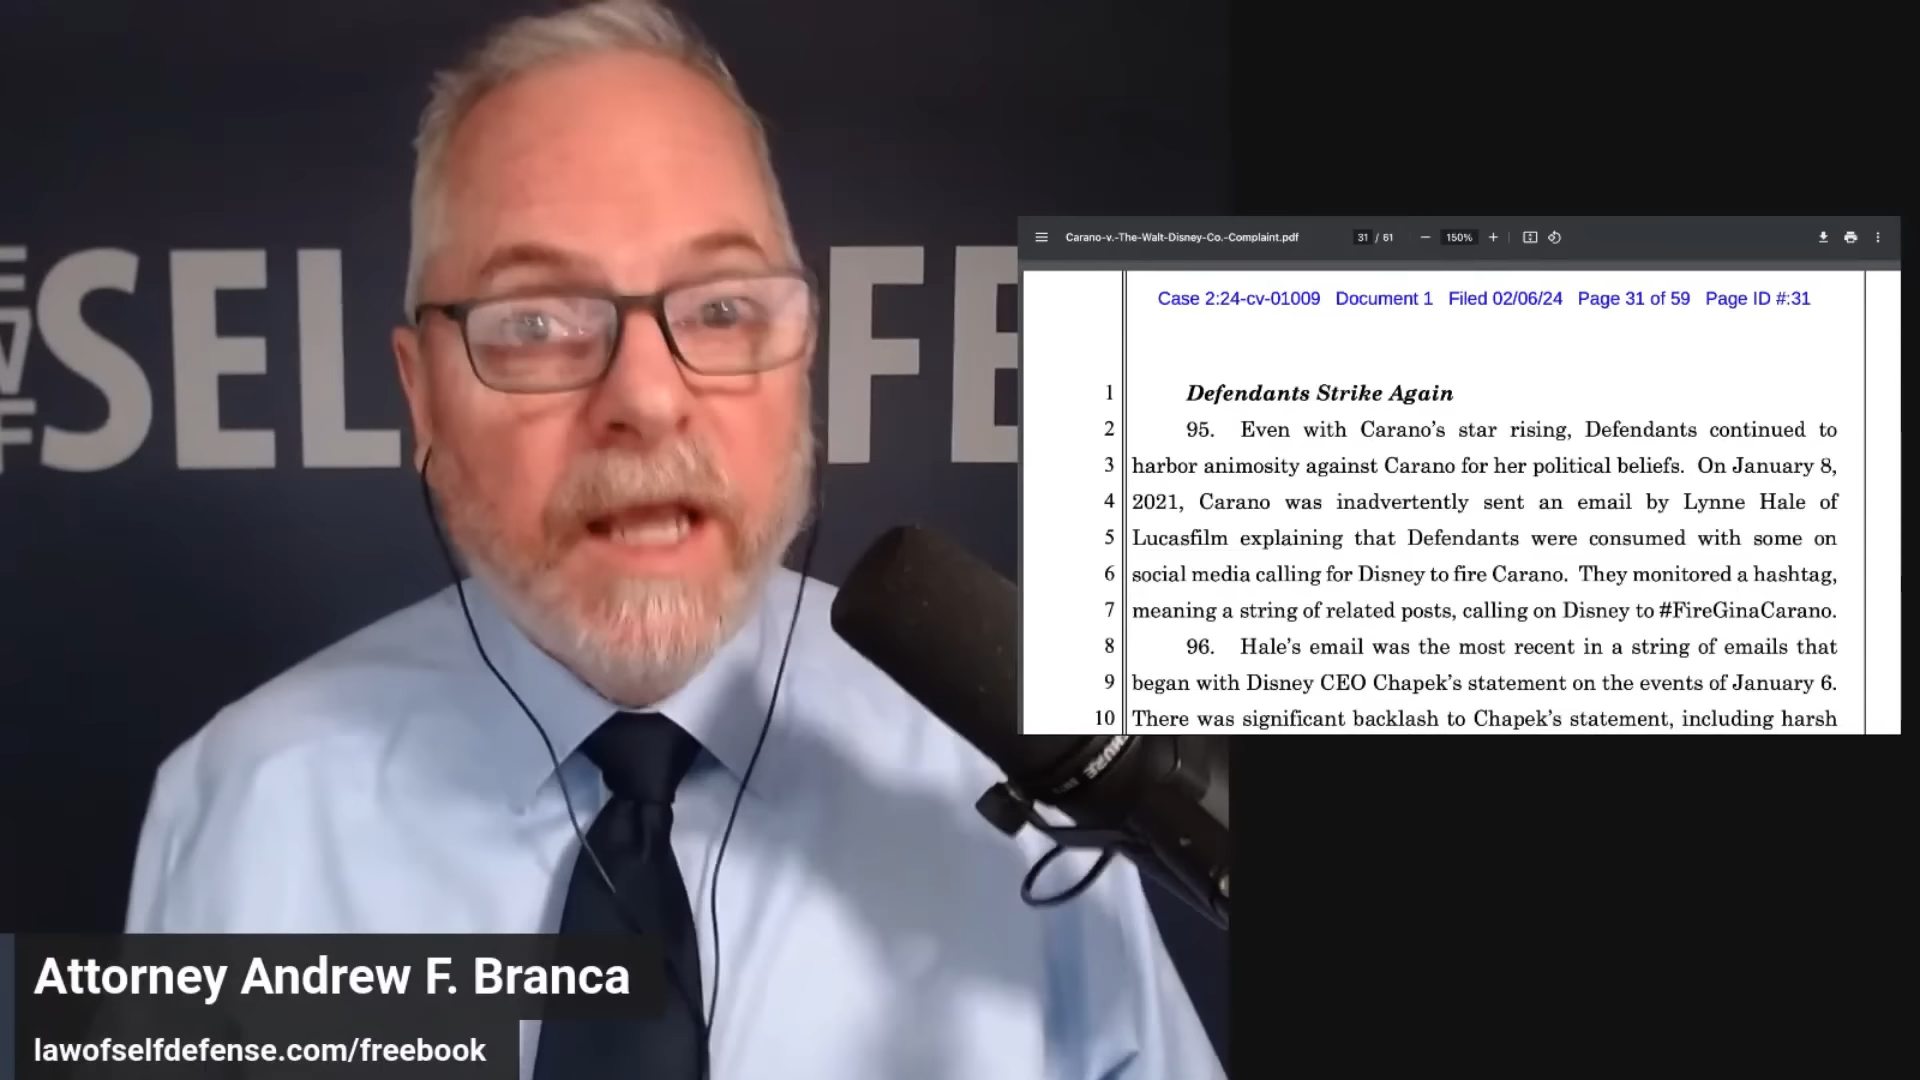 SEL FE
Carano-v.-The-Walt-Disney-Co.-Complaint.pdf 31 / 61 150%
Case 2:24-cv-01009 Document 1 Filed 02/06/24 Page 31 of 59 Page ID #:31
1 Defendants Strike Again
2 95. Even with Carano’s star rising, Defendants continued to
3 harbor animosity against Carano for her political beliefs. On January 8,
4 2021, Carano was inadvertently sent an email by Lynne Hale of
5 Lucasfilm explaining that Defendants were consumed with some on
6 social media calling for Disney to fire Carano. They monitored a hashtag,
7 meaning a string of related posts, calling on Disney to #FireGinaCarano.
8 96. Hale’s email was the most recent in a string of emails that
9 began with Disney CEO Chapek’s statement on the events of January 6.
10 There was significant backlash to Chapek’s statement, including harsh
SHURE
Attorney Andrew F. Branca
lawofselfdefense.com/freebook